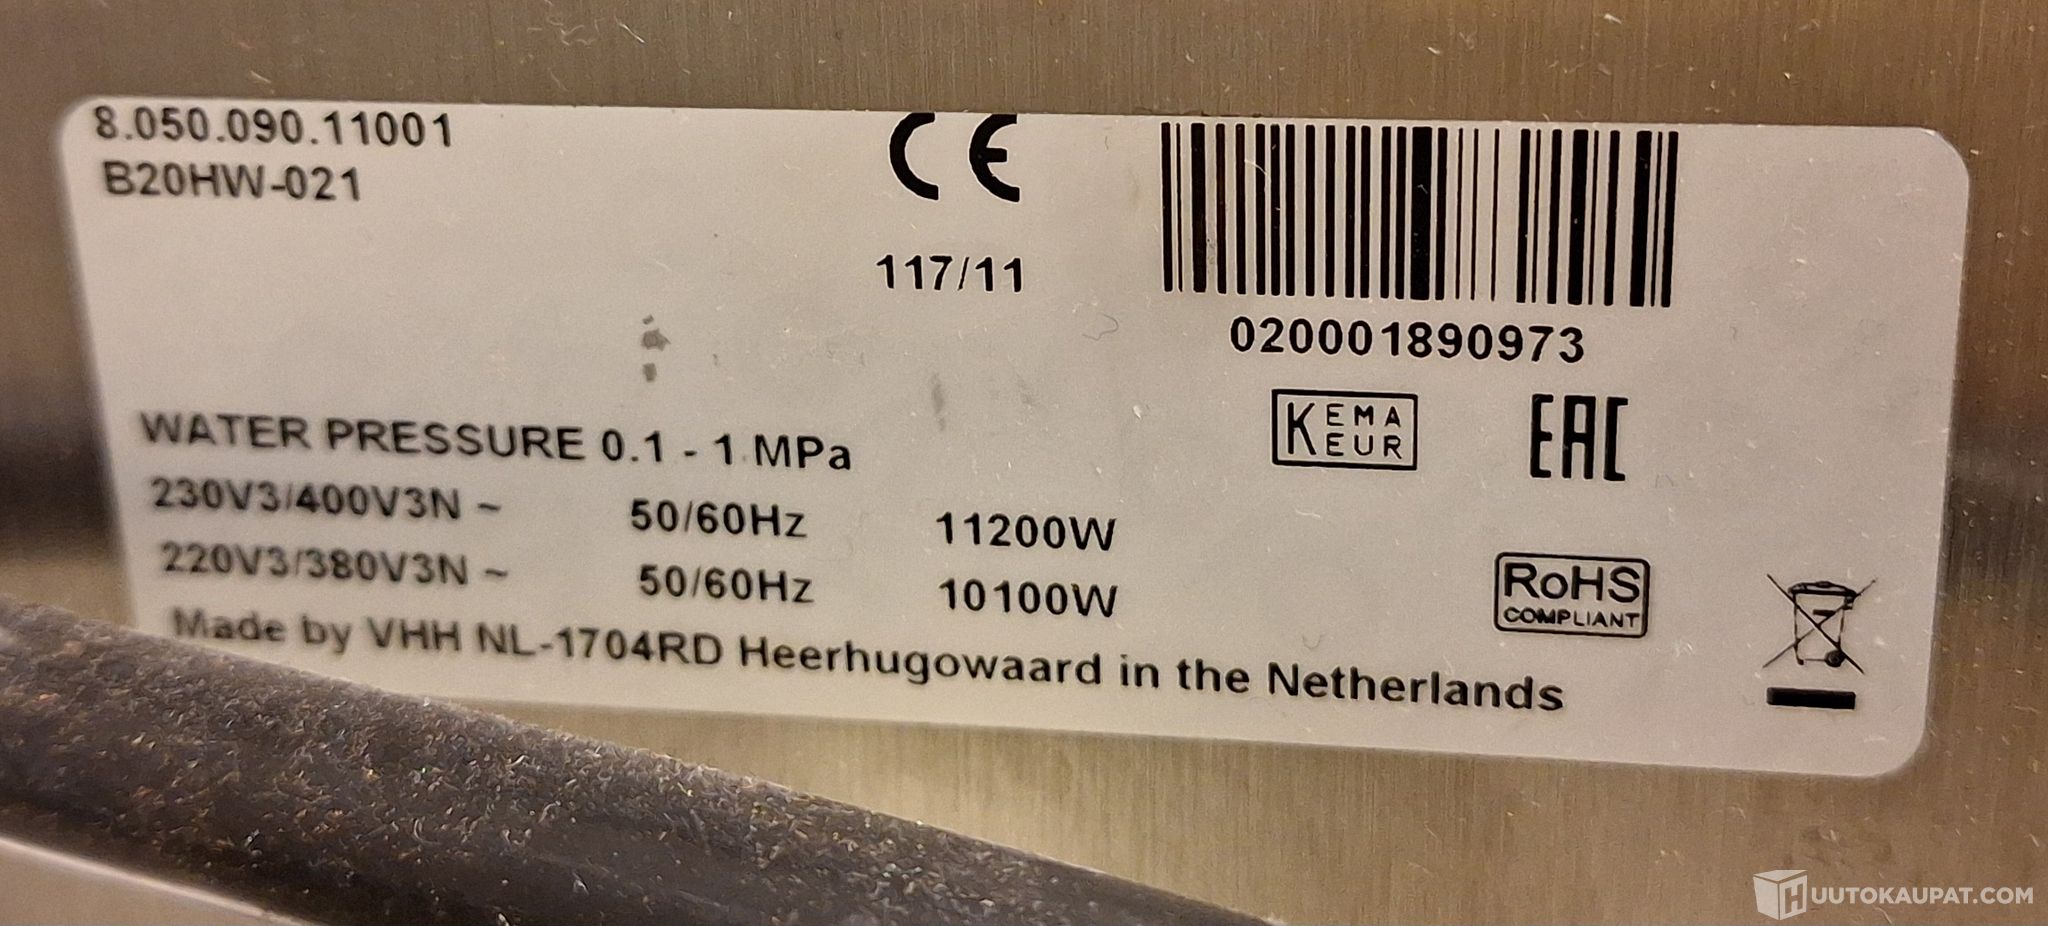 8.050.090.11001
B20HW-021
CE
117/11
020001890973
KEMA
KEUR
EAC
WATER PRESSURE 0.1 - 1 MPa
230V3/400V3N ~ 50/60Hz 11200W
220V3/380V3N ~ 50/60Hz 10100W
RoHS
COMPLIANT
Made by VHH NL-1704RD Heerhugowaard in the Netherlands
HUUTOKAUPAT.COM